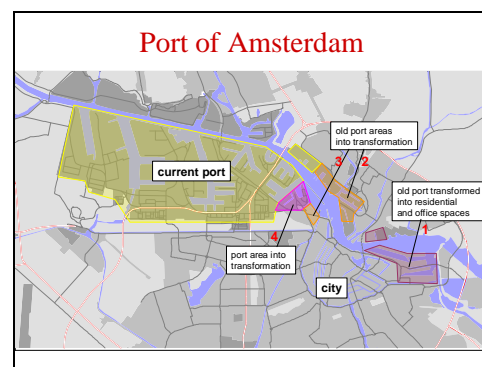 Port of Amsterdam
old port areas
into transformation
3
2
current port
old port transformed
into residential
and office spaces
1
4
port area into
transformation
city